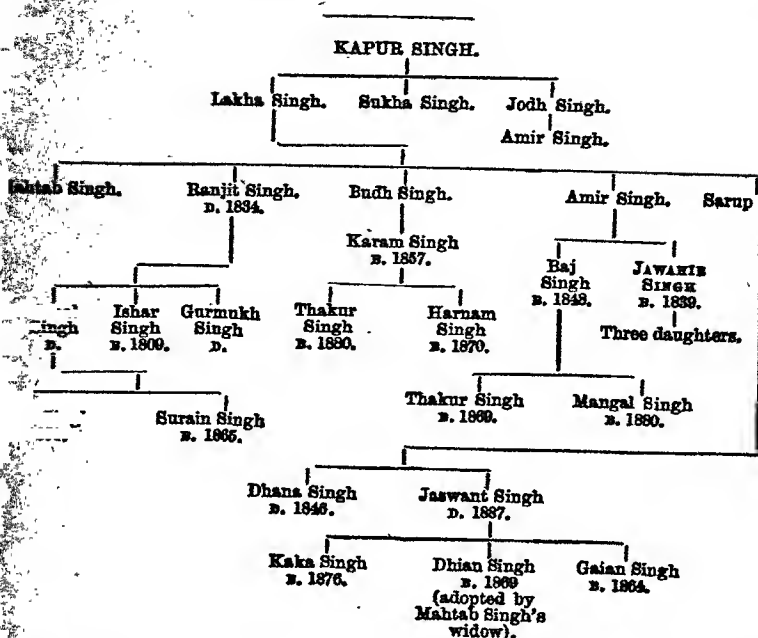 KAPUR SINGH.
Lakha Singh. Sukha Singh. Jodh Singh.
Amir Singh.
Singh. Ranjit Singh. Budh Singh. Amir Singh. Sarup
D. 1834.
Karam Singh
B. 1857.
Raj Singh JAWAHIR SINGH
B. 1848. B. 1839.
Three daughters.
Singh Ishar Singh Gurmukh Singh Thakur Singh Harnam Singh
D. B. 1809. D. B. 1880. B. 1870.
Thakur Singh Mangal Singh
B. 1869. B. 1880.
Surain Singh
B. 1865.
Dhana Singh Jaswant Singh
D. 1846. D. 1887.
Kaka Singh Dhian Singh Gaian Singh
B. 1876. B. 1869 B. 1864.
(adopted by
Mahtab Singh's
widow).